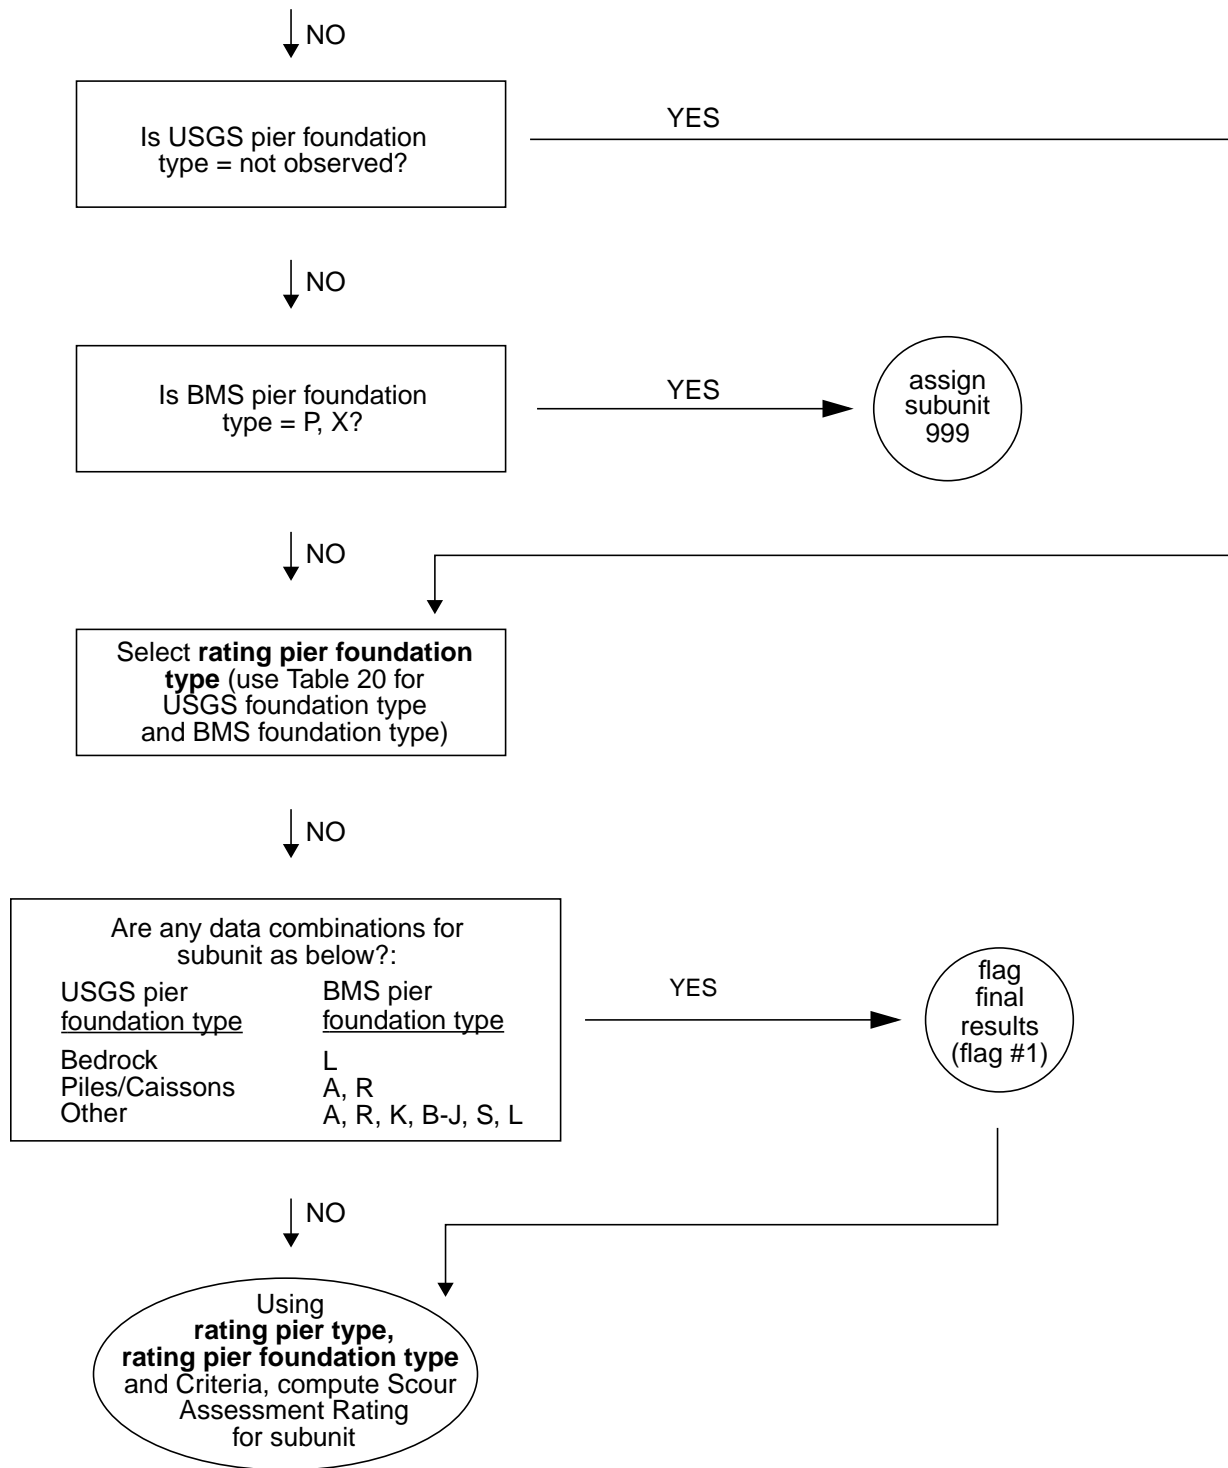 NO
Is USGS pier foundation
type = not observed?
YES
NO
Is BMS pier foundation
type = P, X?
YES
assign
subunit
999
NO
Select rating pier foundation
type (use Table 20 for
USGS foundation type
and BMS foundation type)
NO
Are any data combinations for
subunit as below?:
USGS pier BMS pier
foundation type foundation type
Bedrock L
Piles/Caissons A, R
Other A, R, K, B-J, S, L
YES
flag
final
results
(flag #1)
NO
Using
rating pier type,
rating pier foundation type
and Criteria, compute Scour
Assessment Rating
for subunit